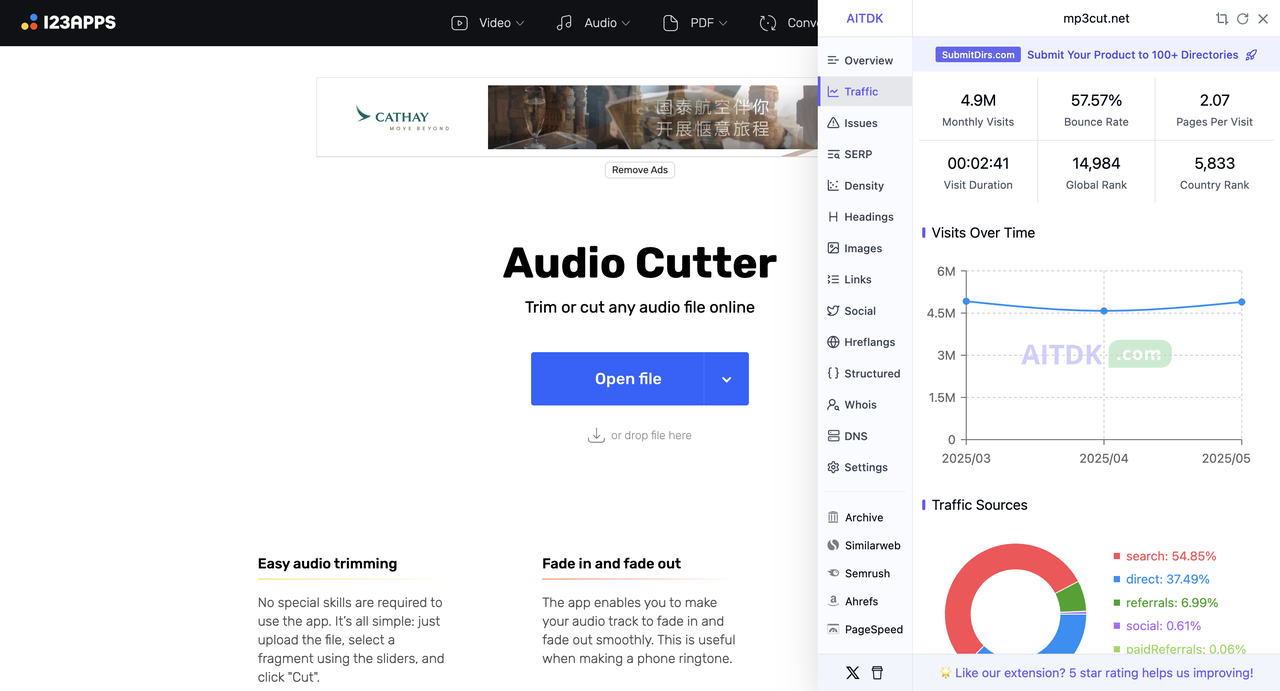 123APPS
Video
Audio
PDF
Conv
CATHAY
MOVE BEYOND
国泰航空伴你
开展惬意旅程
Remove Ads
Audio Cutter
Trim or cut any audio file online
Open file
or drop file here
Easy audio trimming
No special skills are required to
use the app. It's all simple: just
upload the file, select a
fragment using the sliders, and
click "Cut".
Fade in and fade out
The app enables you to make
your audio track to fade in and
fade out smoothly. This is useful
when making a phone ringtone.
AITDK
Overview
Traffic
Issues
SERP
Density
Headings
Images
Links
Social
Hreflangs
Structured
Whois
DNS
Settings
Archive
Similarweb
Semrush
Ahrefs
PageSpeed
mp3cut.net
SubmitDirs.com Submit Your Product to 100+ Directories
4.9M
Monthly Visits
57.57%
Bounce Rate
2.07
Pages Per Visit
00:02:41
Visit Duration
14,984
Global Rank
5,833
Country Rank
Visits Over Time
6M
4.5M
3M
1.5M
0
AITDK .com
2025/03
2025/04
2025/05
Traffic Sources
search: 54.85%
direct: 37.49%
referrals: 6.99%
social: 0.61%
paidReferrals: 0.06%
🌟 Like our extension? 5 star rating helps us improving!